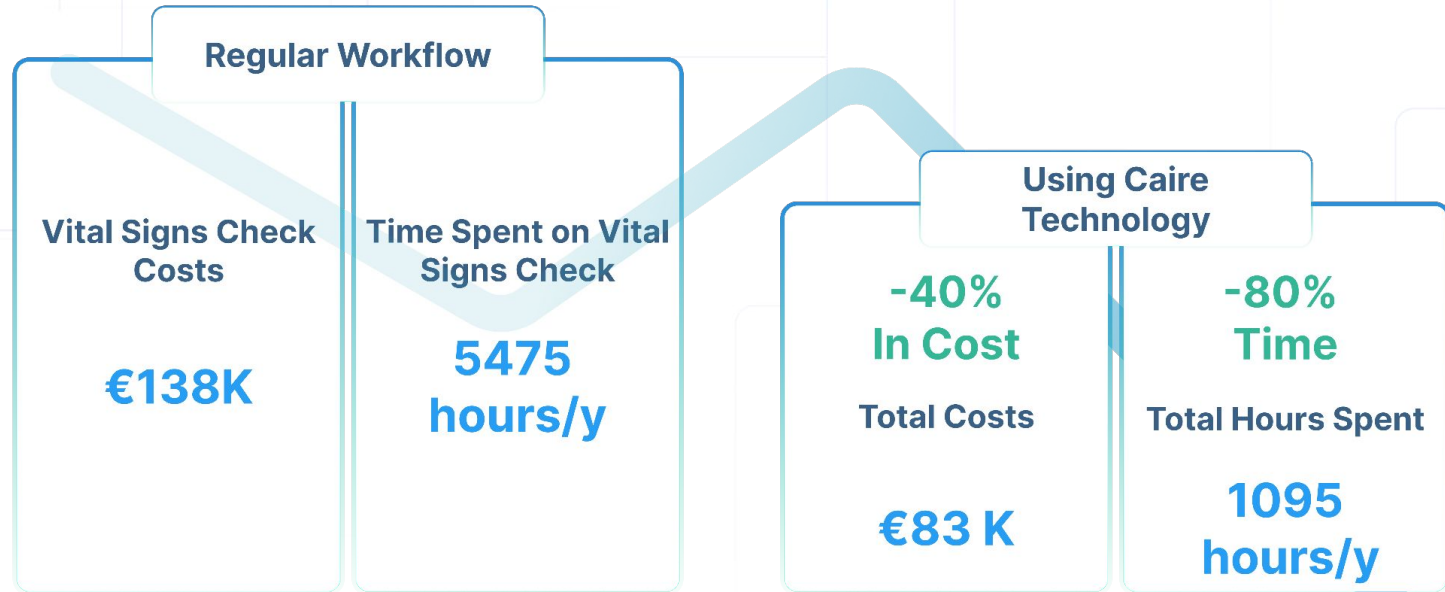 Regular Workflow
Vital Signs Check
Costs
€138K
Time Spent on Vital
Signs Check
5475
hours/y
Using Caire
Technology
-40%
In Cost
Total Costs
€83 K
-80%
Time
Total Hours Spent
1095
hours/y